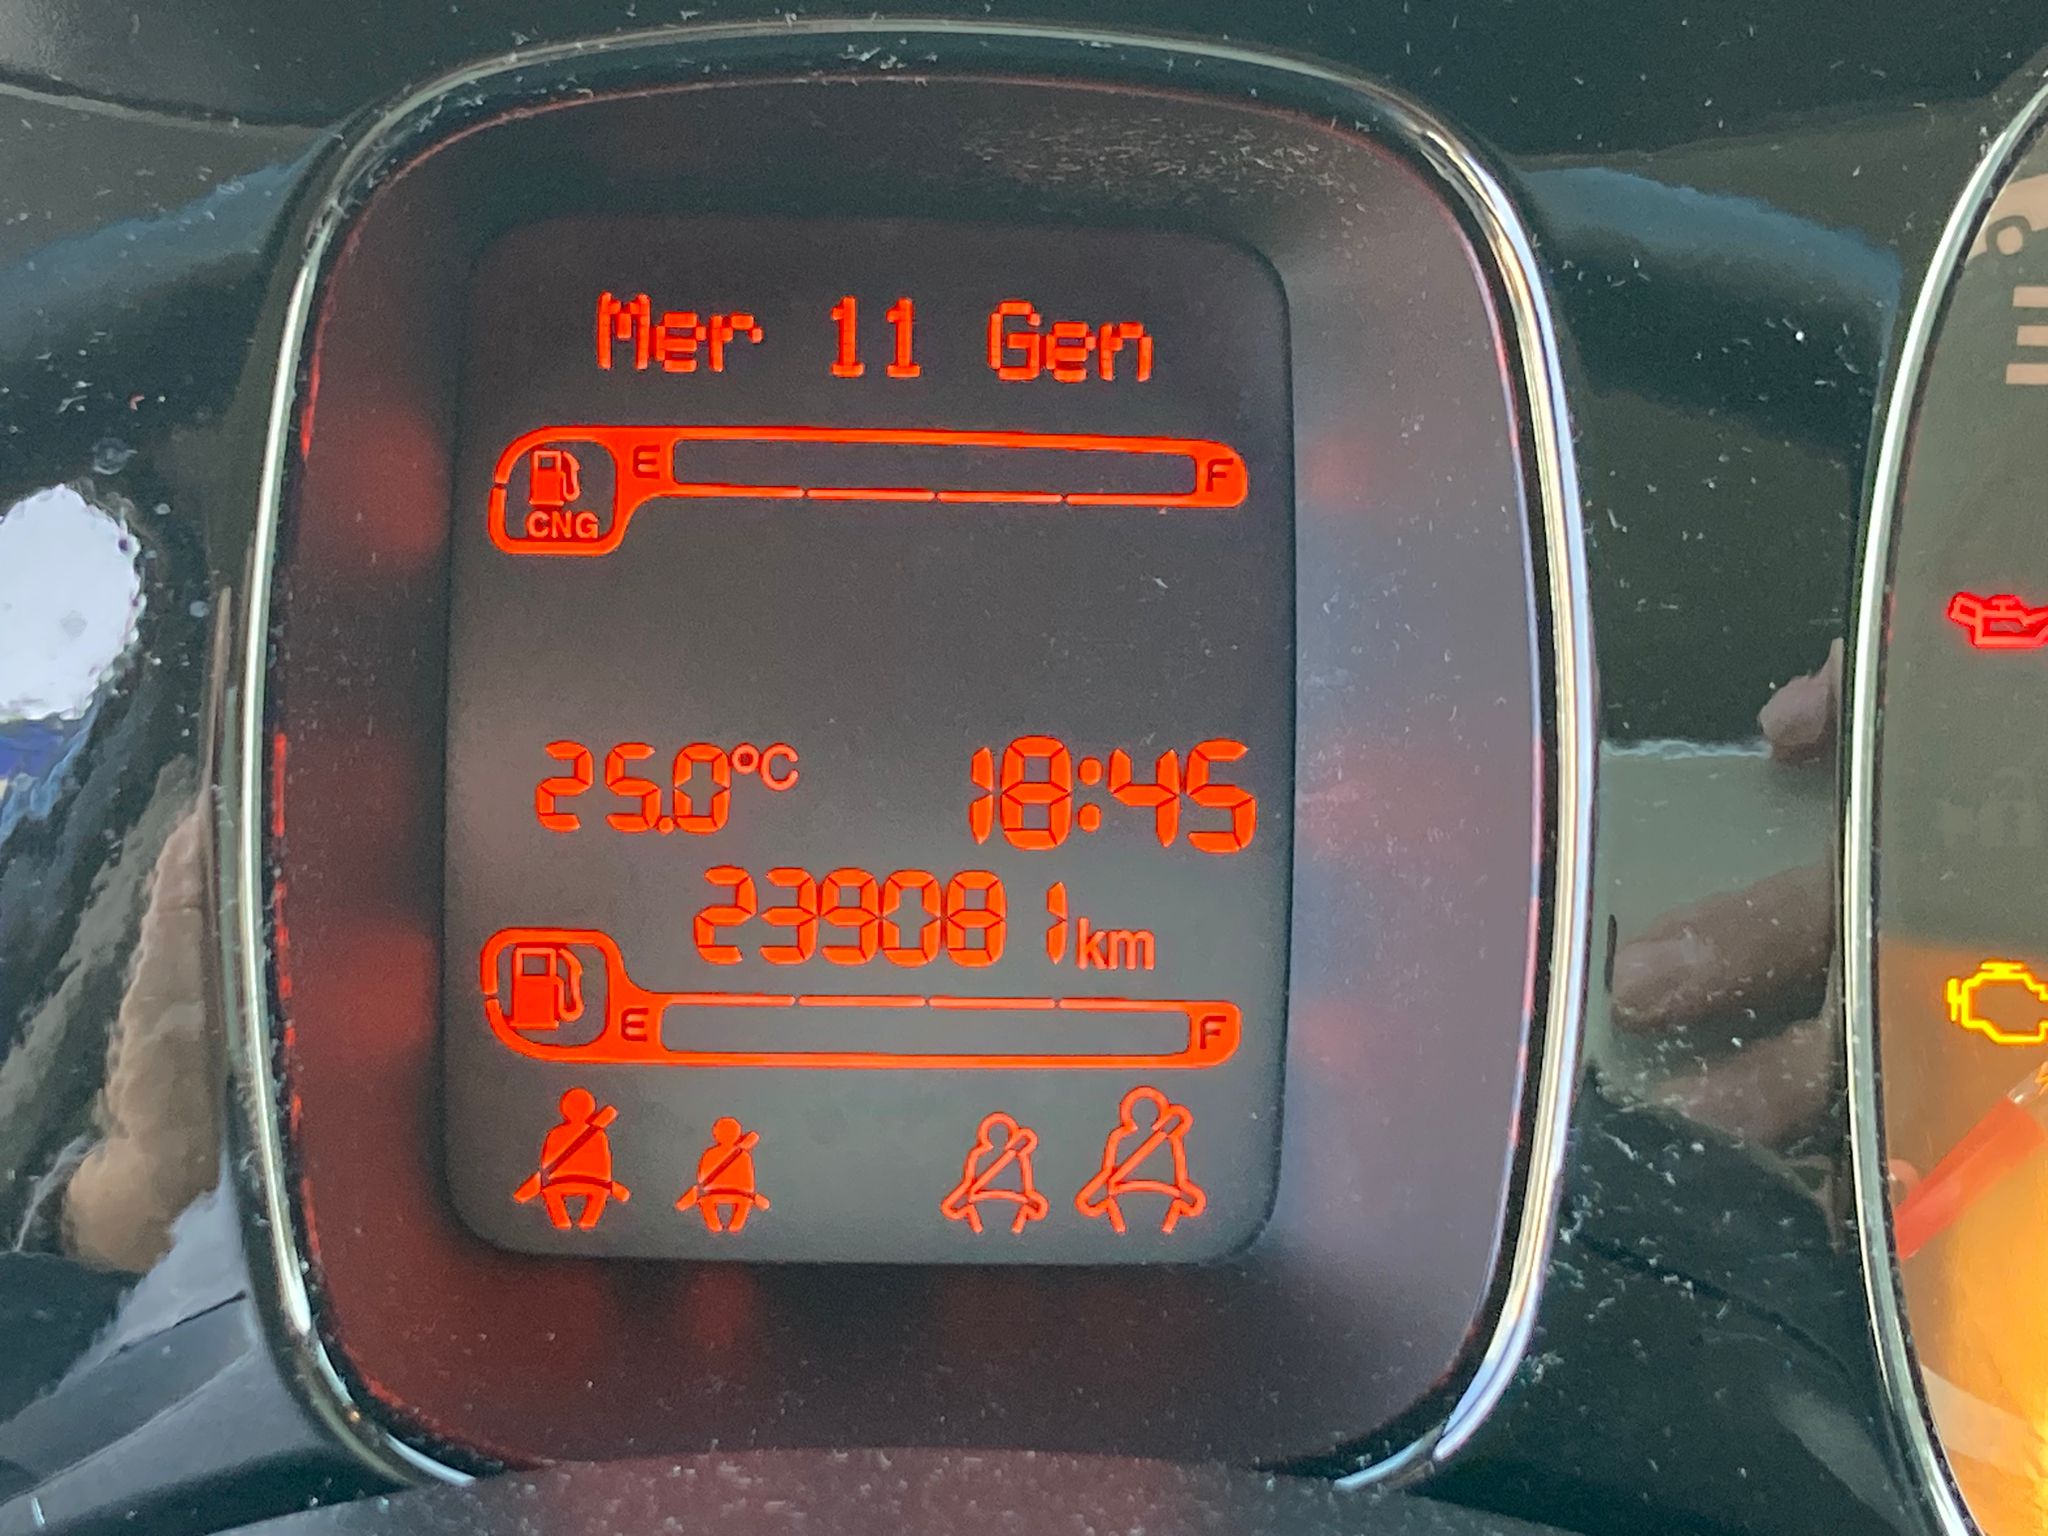 Mer 11 Gen
E F
CNG
25.0°C 18:45
239081 km
E F